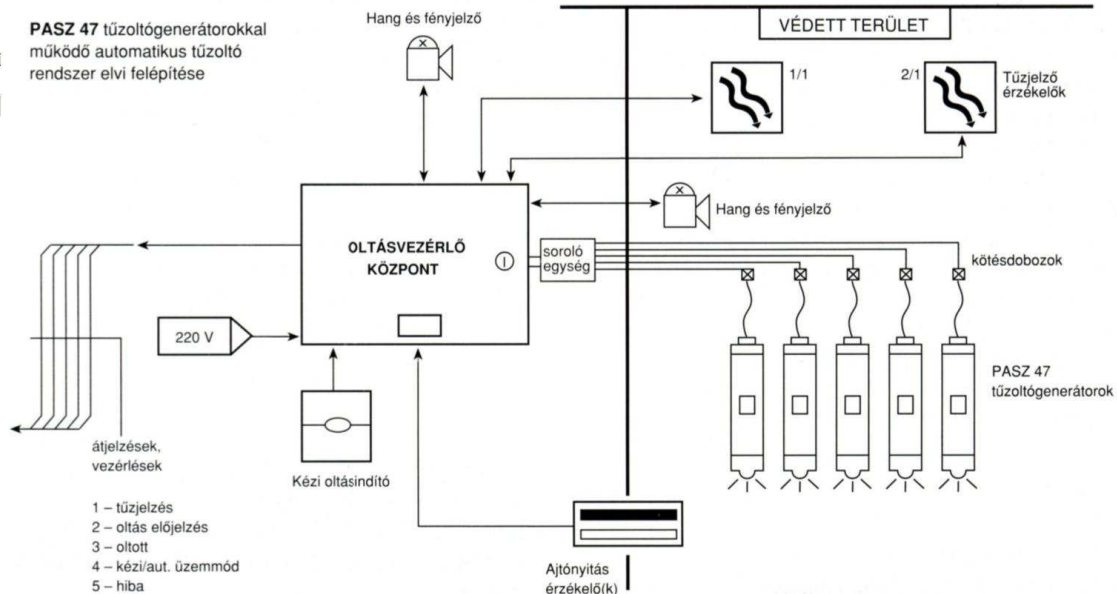 PASZ 47 tűzoltógenerátorokkal
működő automatikus tűzoltó
rendszer elvi felépítése
Hang és fényjelző
VÉDETT TERÜLET
1/1
2/1
Tűzjelző
érzékelők
Hang és fényjelző
OLTÁSVEZÉRLŐ
KÖZPONT
soroló
egység
kötésdobozok
220 V
PASZ 47
tűzoltógenerátorok
átjelzések,
vezérlések
Kézi oltásindító
1 – tűzjelzés
2 – oltás előjelzés
3 – oltott
4 – kézi/aut. üzemmód
5 – hiba
Ajtónyitás
érzékelő(k)